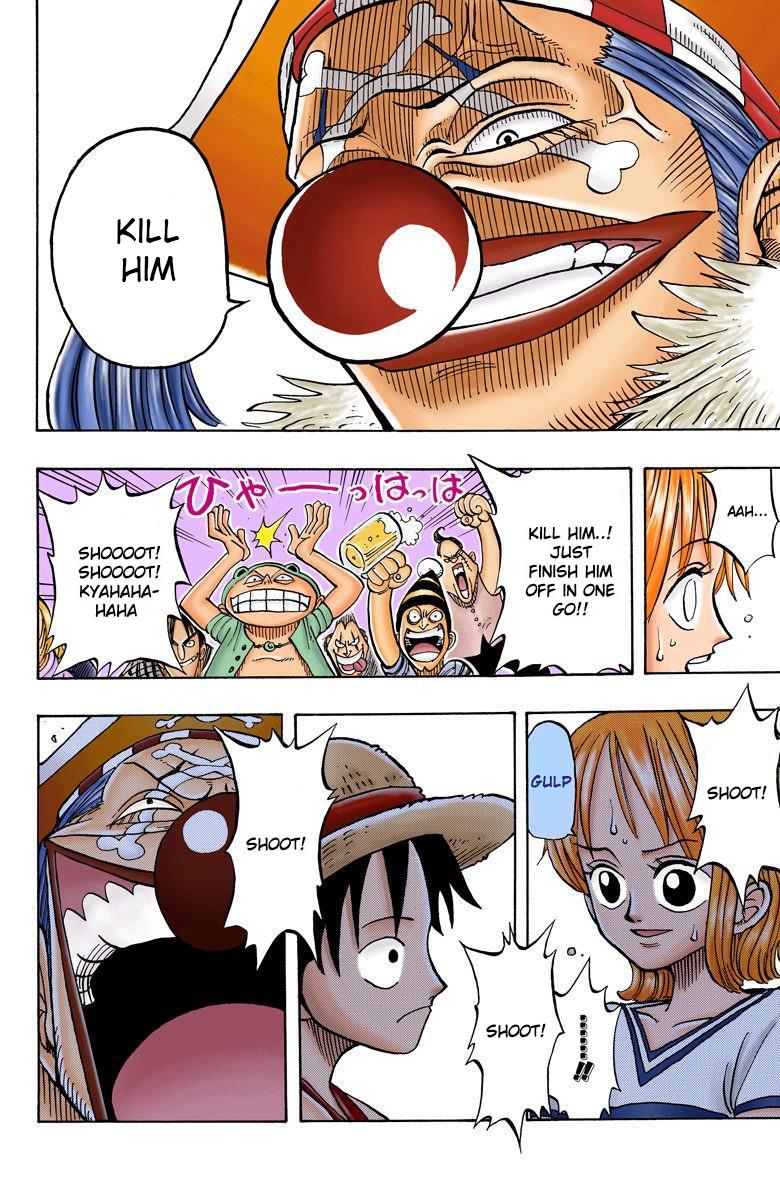 KILL
HIM
AAH...
KILL
HIM..!
JUST
FINISH HIM
OFF IN ONE
GO!!
ひゃーっはっは
SHOOOOT!
SHOOOOT!
KYAHAHA-
HAHA
SHOOT!
GULP
!!
SHOOT!
SHOOT!